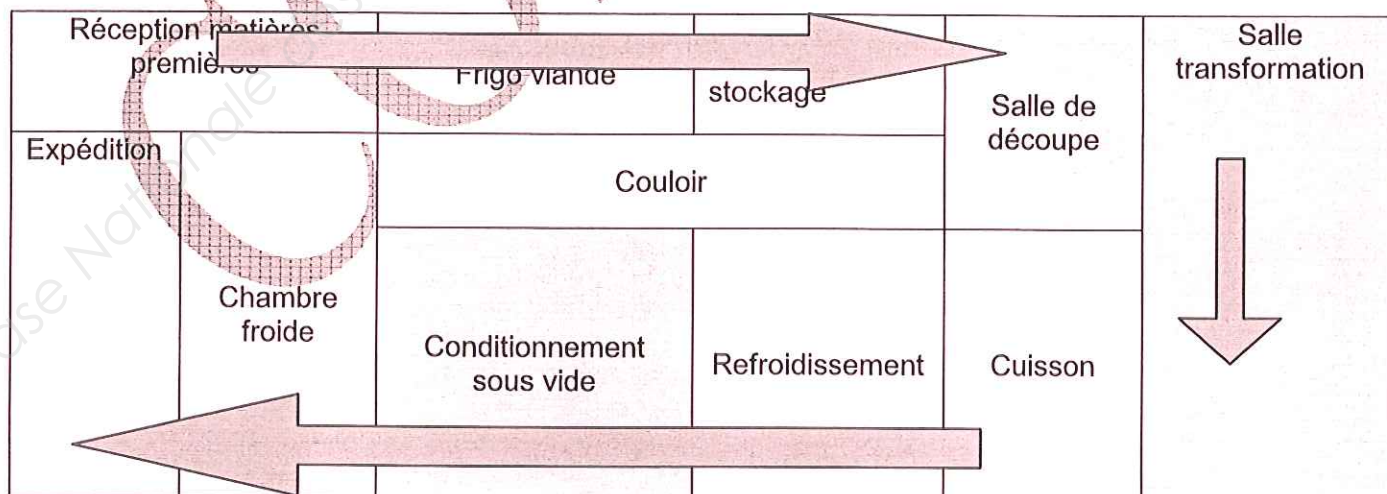 Réception matières
premières
Frigo viande
stockage
Salle de
découpe
Salle
transformation
Expédition
Couloir
Chambre
froide
Conditionnement
sous vide
Refroidissement
Cuisson
Nationale